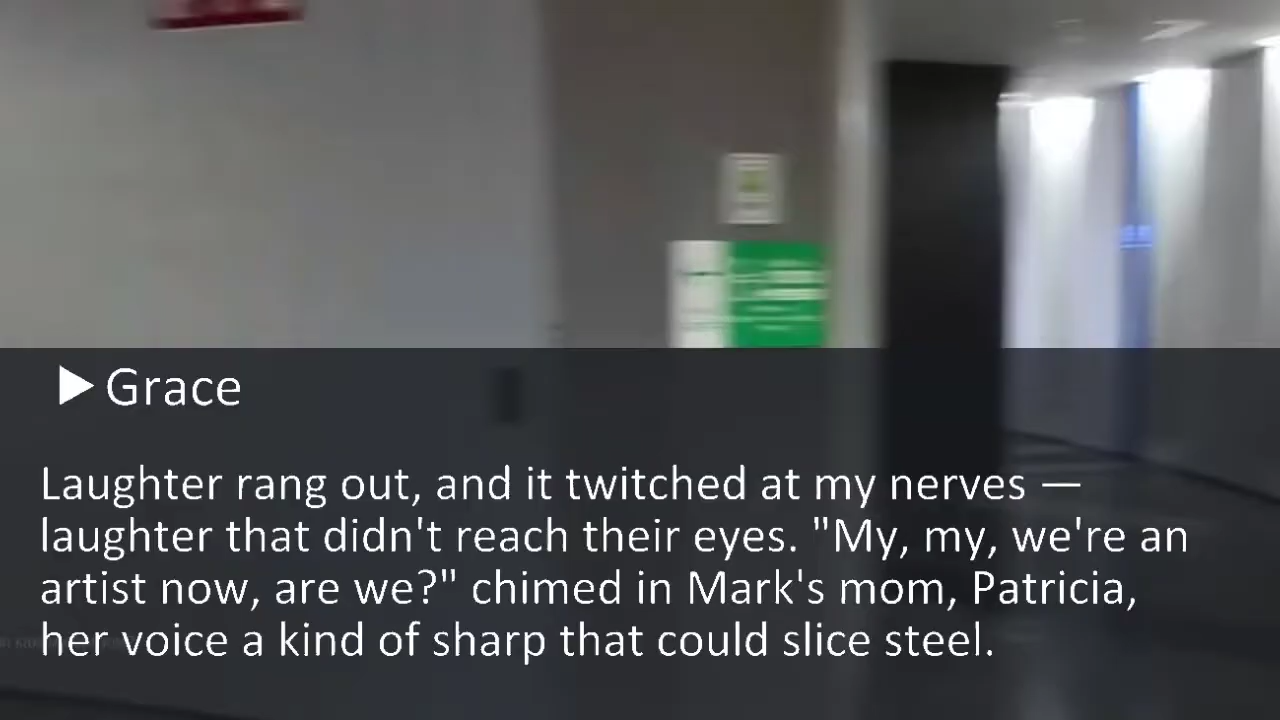 ▶ Grace
Laughter rang out, and it twitched at my nerves —
laughter that didn't reach their eyes. "My, my, we're an
artist now, are we?" chimed in Mark's mom, Patricia,
her voice a kind of sharp that could slice steel.